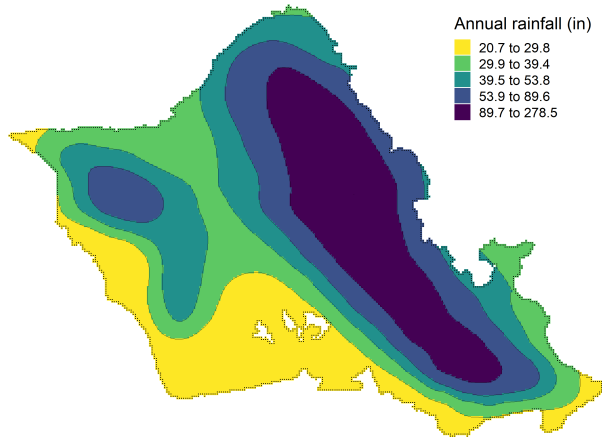 Annual rainfall (in)
20.7 to 29.8
29.9 to 39.4
39.5 to 53.8
53.9 to 89.6
89.7 to 278.5